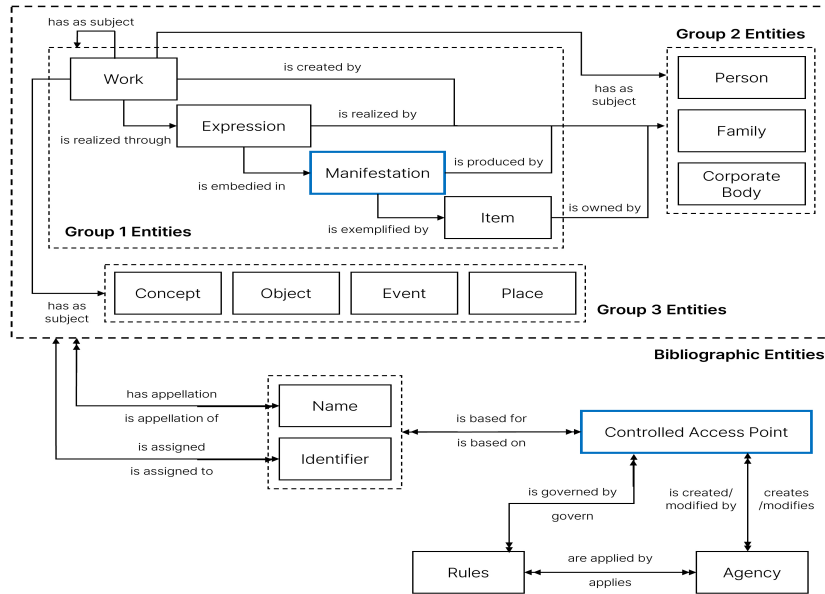 has as subject
Group 2 Entities
Work
is created by
Person
has as
subject
Expression
is realized by
is realized through
Family
Manifestation
is produced by
is embedied in
Corporate
Body
Item
is owned by
is exemplified by
Group 1 Entities
Concept
Object
Event
Place
has as
subject
Group 3 Entities
Bibliographic Entities
has appellation
is appellation of
Name
is assigned
is assigned to
Identifier
is based for
is based on
Controlled Access Point
is governed by
govern
is created/
modified by
creates
/modifies
Rules
are applied by
applies
Agency